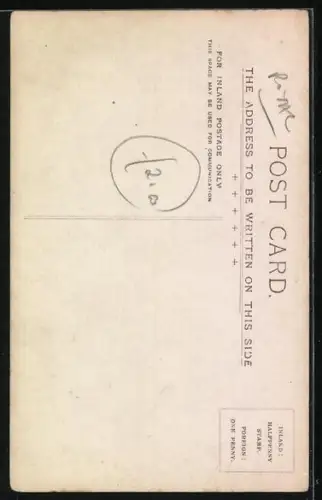 POST CARD.
THE ADDRESS TO BE WRITTEN ON THIS SIDE
+ + + + + +
FOR INLAND POSTAGE ONLY
THIS SPACE MAY BE USED FOR COMMUNICATION
INLAND:
HALFPENNY
STAMP.
FOREIGN:
ONE PENNY.